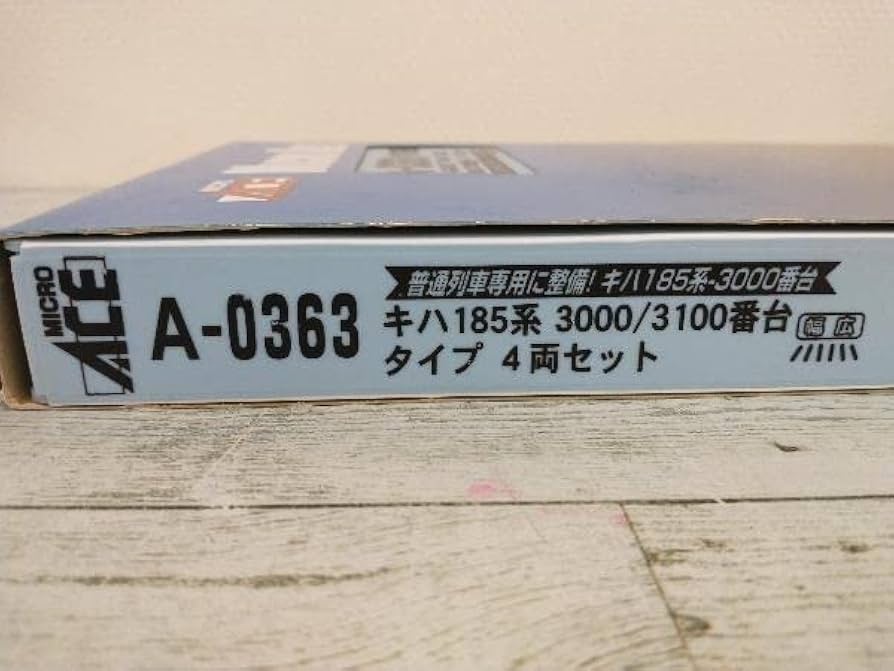 MICRO
ACE
A-0363
普通列車専用に整備! キハ185系-3000番台
キハ185系 3000/3100番台
タイプ 4両セット
幅広